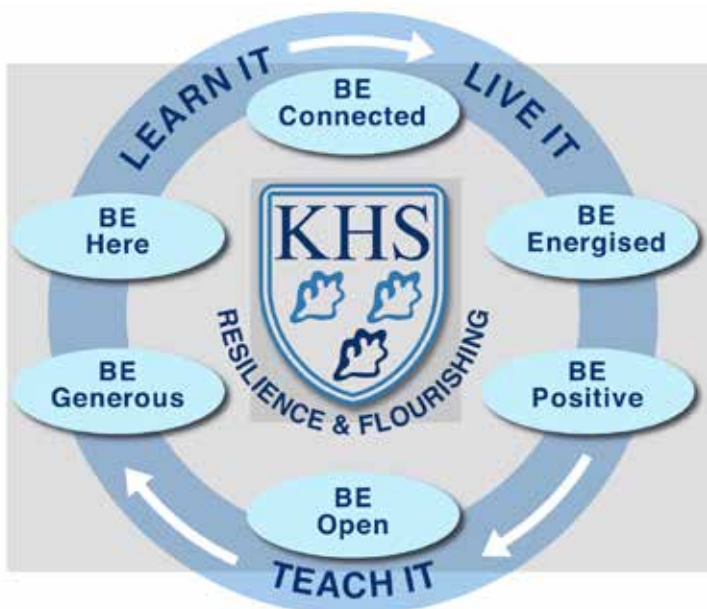 LEARN IT
LIVE IT
BE
Connected
BE
Here
KHS
BE
Energised
BE
Generous
RESILIENCE & FLOURISHING
BE
Positive
BE
Open
TEACH IT